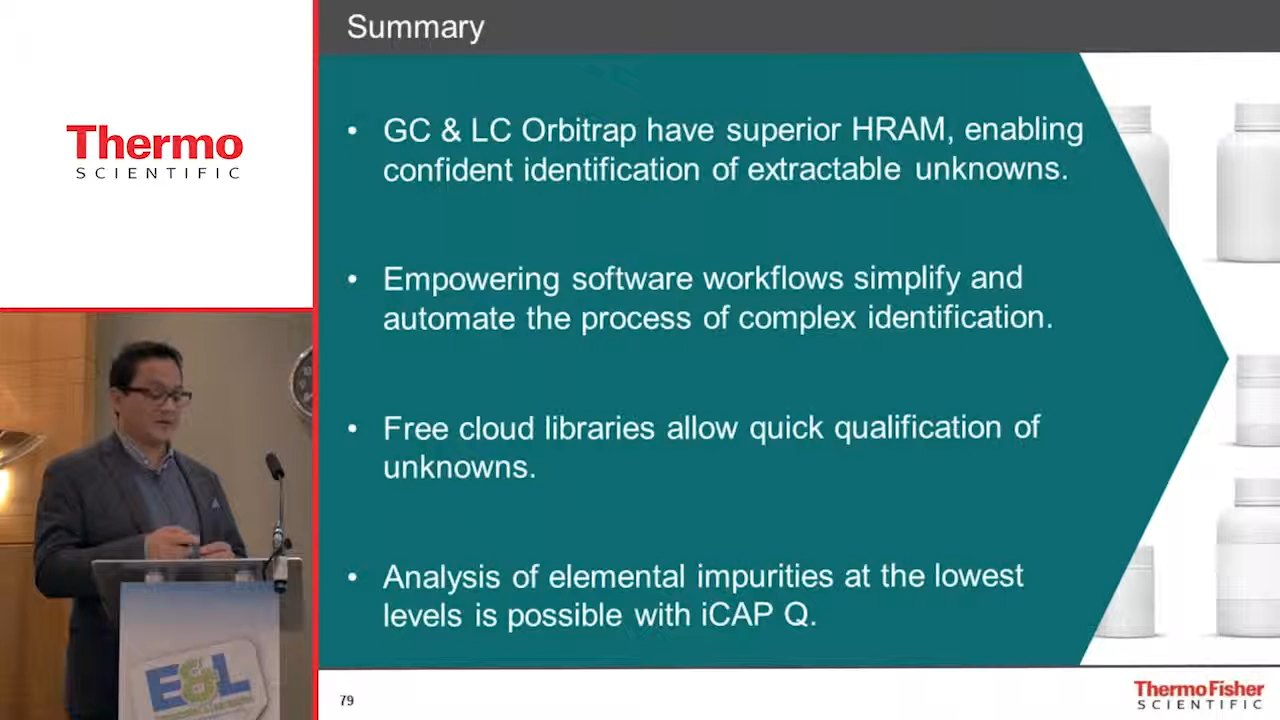 Thermo
SCIENTIFIC
Summary
• GC & LC Orbitrap have superior HRAM, enabling
confident identification of extractable unknowns.
• Empowering software workflows simplify and
automate the process of complex identification.
• Free cloud libraries allow quick qualification of
unknowns.
• Analysis of elemental impurities at the lowest
levels is possible with iCAP Q.
E&L
79
ThermoFisher
SCIENTIFIC